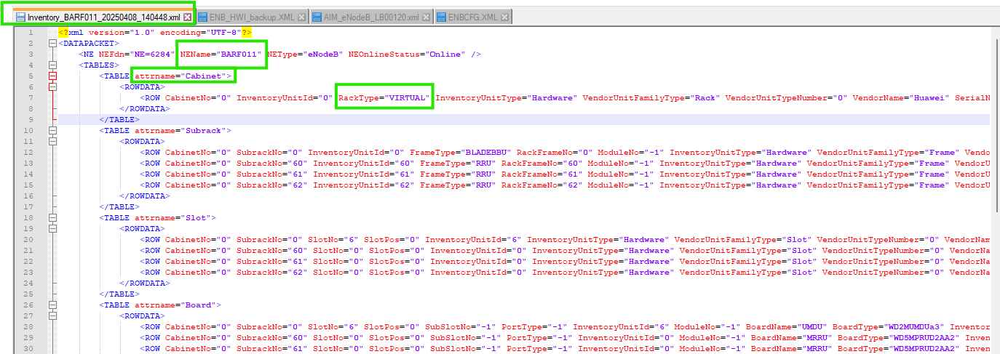 Inventory_BARF011_20250408_140448.xml ENB_HWI_backup.XML AIM_eNodeB_LB00120.xml ENBCFG.XML
1 <?xml version="1.0" encoding="UTF-8"?>
2 <DATAPACKET>
3 <NE NEFdn="NE=6284" NEName="BARF011" NEType="eNodeB" NEOnlineStatus="Online" />
4 <TABLES>
5 <TABLE attrname="Cabinet">
6 <ROWDATA>
7 <ROW CabinetNo="0" InventoryUnitId="0" RackType="VIRTUAL" InventoryUnitType="Hardware" VendorUnitFamilyType="Rack" VendorUnitTypeNumber="0" VendorName="Huawei" SerialN
8 </ROWDATA>
9 </TABLE>
10 <TABLE attrname="Subrack">
11 <ROWDATA>
12 <ROW CabinetNo="0" SubrackNo="0" InventoryUnitId="0" FrameType="BLADEBBU" RackFrameNo="0" ModuleNo="-1" InventoryUnitType="Hardware" VendorUnitFamilyType="Frame" Vendo
13 <ROW CabinetNo="0" SubrackNo="60" InventoryUnitId="60" FrameType="RRU" RackFrameNo="60" ModuleNo="-1" InventoryUnitType="Hardware" VendorUnitFamilyType="Frame" VendorU
14 <ROW CabinetNo="0" SubrackNo="61" InventoryUnitId="61" FrameType="RRU" RackFrameNo="61" ModuleNo="-1" InventoryUnitType="Hardware" VendorUnitFamilyType="Frame" VendorU
15 <ROW CabinetNo="0" SubrackNo="62" InventoryUnitId="62" FrameType="RRU" RackFrameNo="62" ModuleNo="-1" InventoryUnitType="Hardware" VendorUnitFamilyType="Frame" VendorU
16 </ROWDATA>
17 </TABLE>
18 <TABLE attrname="Slot">
19 <ROWDATA>
20 <ROW CabinetNo="0" SubrackNo="0" SlotNo="6" SlotPos="0" InventoryUnitId="6" InventoryUnitType="Hardware" VendorUnitFamilyType="Slot" VendorUnitTypeNumber="0" VendorNam
21 <ROW CabinetNo="0" SubrackNo="60" SlotNo="0" SlotPos="0" InventoryUnitId="0" InventoryUnitType="Hardware" VendorUnitFamilyType="Slot" VendorUnitTypeNumber="0" VendorNa
22 <ROW CabinetNo="0" SubrackNo="61" SlotNo="0" SlotPos="0" InventoryUnitId="0" InventoryUnitType="Hardware" VendorUnitFamilyType="Slot" VendorUnitTypeNumber="0" VendorNa
23 <ROW CabinetNo="0" SubrackNo="62" SlotNo="0" SlotPos="0" InventoryUnitId="0" InventoryUnitType="Hardware" VendorUnitFamilyType="Slot" VendorUnitTypeNumber="0" VendorNa
24 </ROWDATA>
25 </TABLE>
26 <TABLE attrname="Board">
27 <ROWDATA>
28 <ROW CabinetNo="0" SubrackNo="0" SlotNo="6" SlotPos="0" SubSlotNo="-1" PortType="-1" InventoryUnitId="6" ModuleNo="-1" BoardName="UMDU" BoardType="WD2MUMDUa3" Inventor
29 <ROW CabinetNo="0" SubrackNo="60" SlotNo="0" SlotPos="0" SubSlotNo="-1" PortType="-1" InventoryUnitId="0" ModuleNo="-1" BoardName="MRRU" BoardType="WD5MPRUD2AA2" Inven
30 <ROW CabinetNo="0" SubrackNo="61" SlotNo="0" SlotPos="0" SubSlotNo="-1" PortType="-1" InventoryUnitId="0" ModuleNo="-1" BoardName="MRRU" BoardType="WD5MPRUD2AA2" Inven